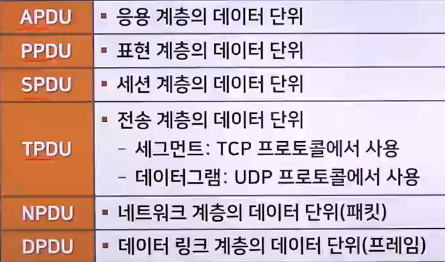 APDU ▪ 응용 계층의 데이터 단위
PPDU ▪ 표현 계층의 데이터 단위
SPDU ▪ 세션 계층의 데이터 단위
TPDU ▪ 전송 계층의 데이터 단위
– 세그먼트: TCP 프로토콜에서 사용
– 데이터그램: UDP 프로토콜에서 사용
NPDU ▪ 네트워크 계층의 데이터 단위(패킷)
DPDU ▪ 데이터 링크 계층의 데이터 단위(프레임)